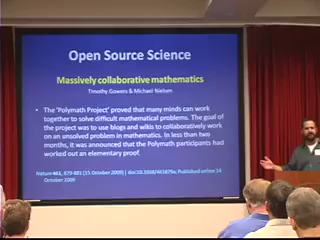 Open Source Science
Massively collaborative mathematics
Timothy Gowers & Michael Nielsen
• The 'Polymath Project' proved that many minds can work
together to solve difficult mathematical problems. The goal of
the project was to use blogs and wikis to collaboratively work
on an unsolved problem in mathematics. In less than two
months, it was announced that the Polymath participants had
worked out an elementary proof.
Nature 461, 879-881 (15 October 2009) | doi:10.1038/461879a; Published online 14
October 2009